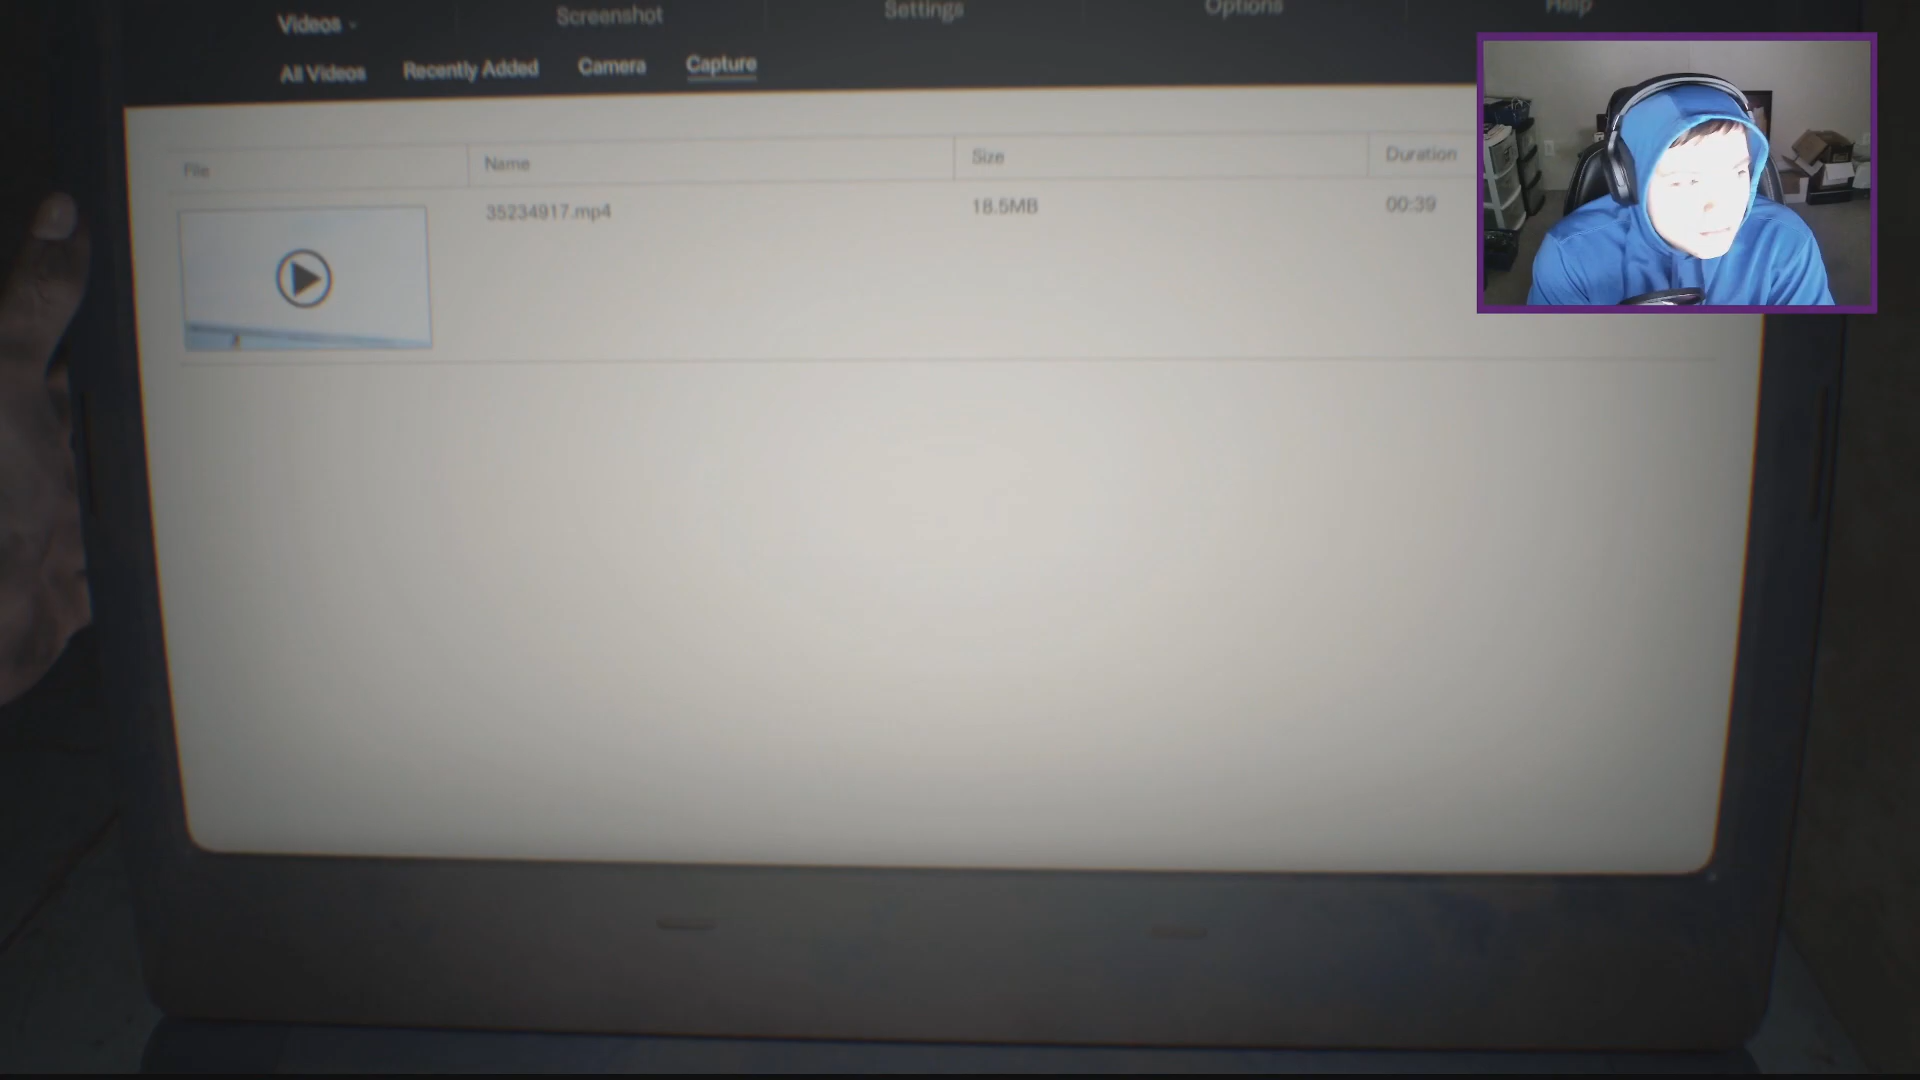 Videos Screenshot Settings Options Help
All Videos Recently Added Camera Capture
File Name Size Duration
35234917.mp4 18.5MB 00:39